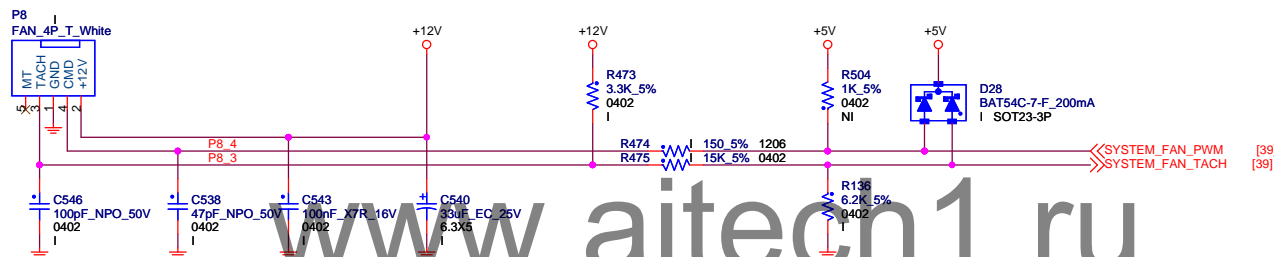 P8
I
FAN_4P_T_White
MT
TACH
GND
CMD
+12V
5
3
1
4
2
+12V
+12V
+5V
+5V
R473
3.3K_5%
0402
I
R504
1K_5%
0402
NI
D28
BAT54C-7-F_200mA
I SOT23-3P
P8_4
R474 I 150_5% 1206
SYSTEM_FAN_PWM [39
P8_3
R475 I 15K_5% 0402
SYSTEM_FAN_TACH [39]
C546
100pF_NPO_50V
0402
I
C538
47pF_NPO_50V
0402
I
C543
100nF_X7R_16V
0402
I
C540
33uF_EC_25V
6.3X5
I
R136
6.2K_5%
0402
I
www.aitech1.ru